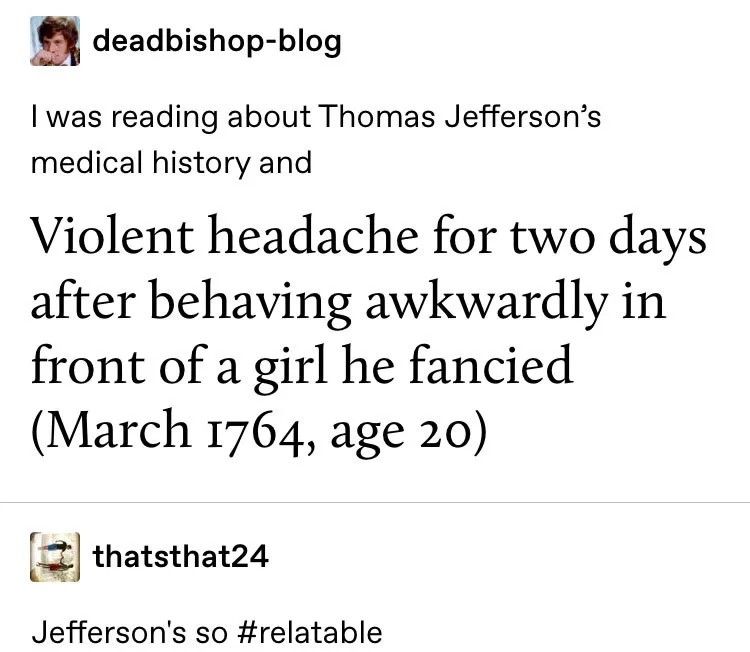 deadbishop-blog
I was reading about Thomas Jefferson’s
medical history and
Violent headache for two days
after behaving awkwardly in
front of a girl he fancied
(March 1764, age 20)
thatsthat24
Jefferson's so #relatable